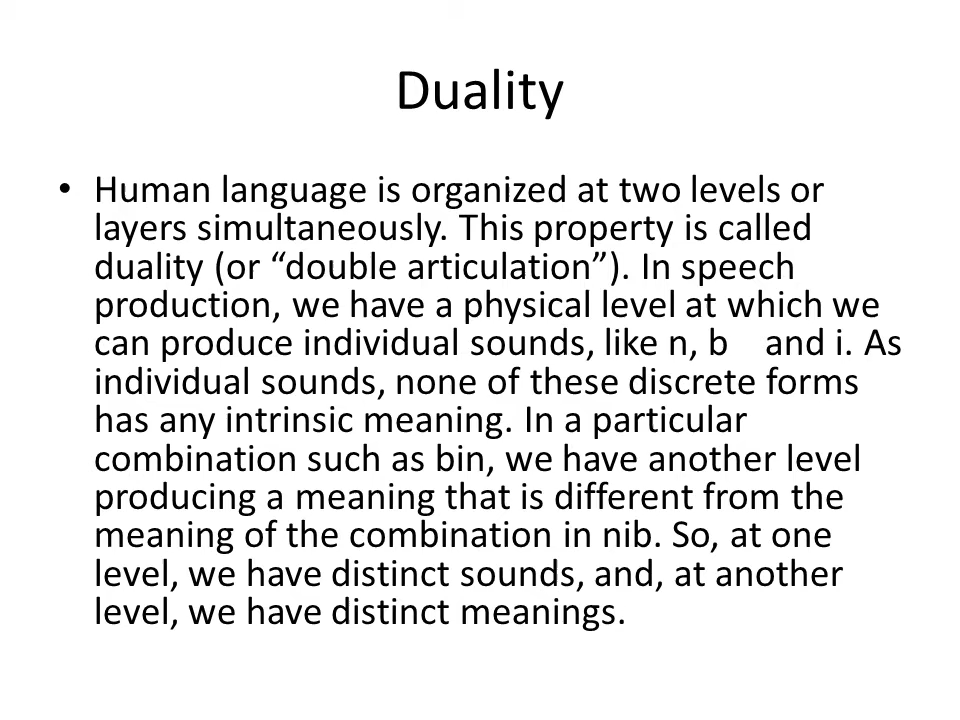 Duality
• Human language is organized at two levels or
layers simultaneously. This property is called
duality (or “double articulation”). In speech
production, we have a physical level at which we
can produce individual sounds, like n, b    and i. As
individual sounds, none of these discrete forms
has any intrinsic meaning. In a particular
combination such as bin, we have another level
producing a meaning that is different from the
meaning of the combination in nib. So, at one
level, we have distinct sounds, and, at another
level, we have distinct meanings.